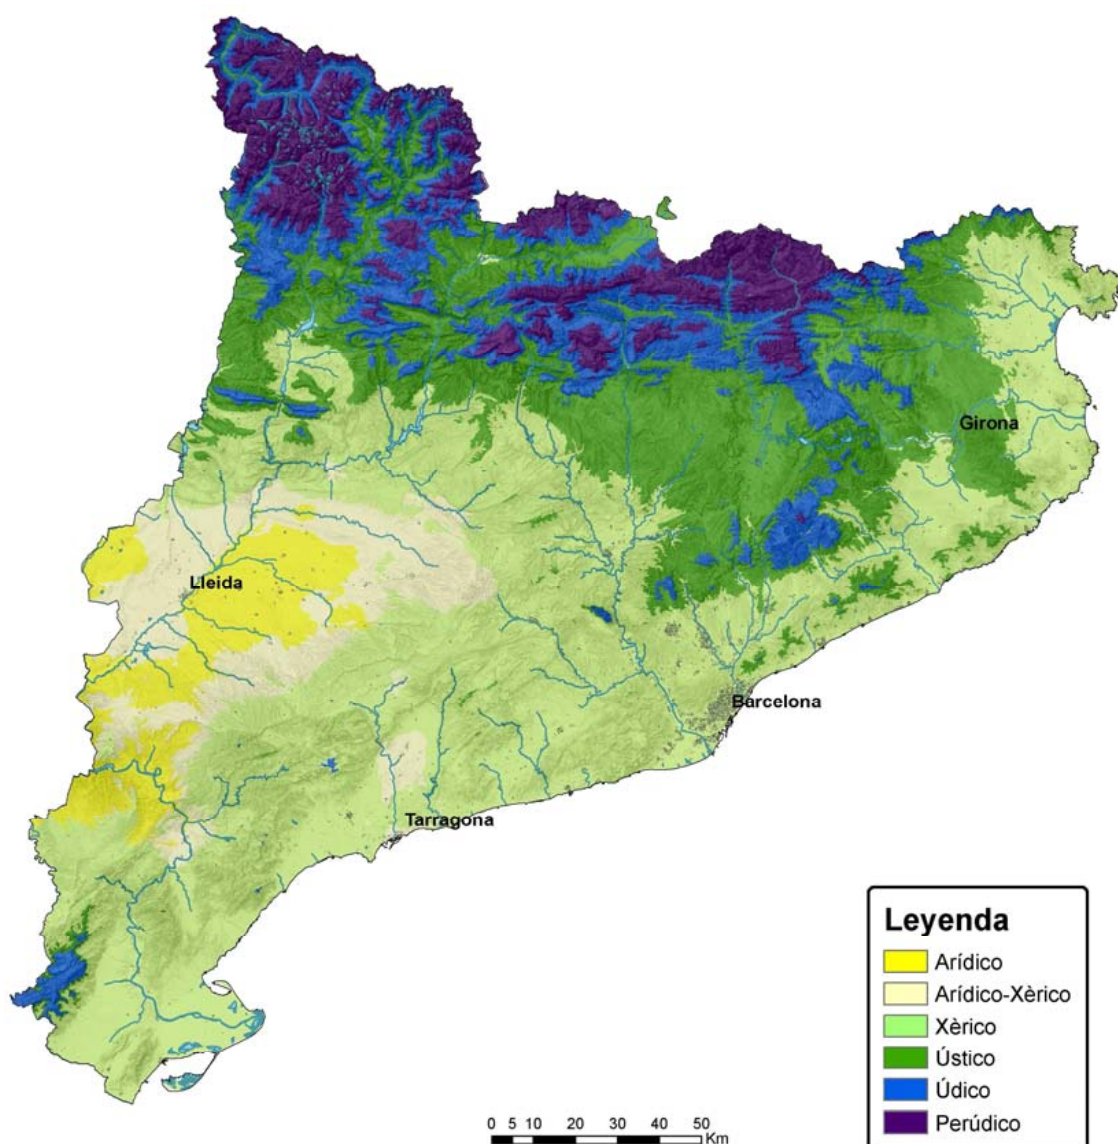 Girona
Lleida
Barcelona
Tarragona
Leyenda
Arídico
Arídico-Xèrico
Xèrico
Ústico
Údico
Perúdico
0 5 10 20 30 40 50
Km